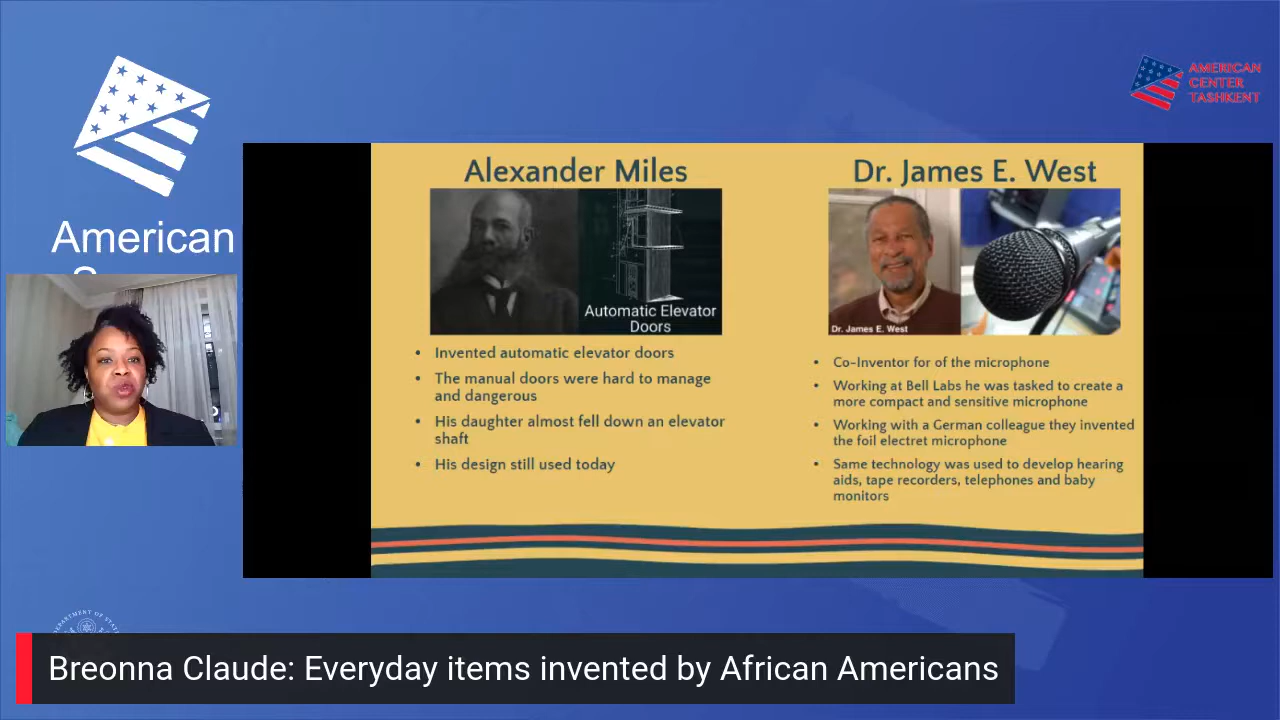 American
AMERICAN
CENTER
TASHKENT
Alexander Miles
Automatic Elevator
Doors
• Invented automatic elevator doors
• The manual doors were hard to manage
and dangerous
• His daughter almost fell down an elevator
shaft
• His design still used today
Dr. James E. West
Dr. James E. West
• Co-Inventor for of the microphone
• Working at Bell Labs he was tasked to create a
more compact and sensitive microphone
• Working with a German colleague they invented
the foil electret microphone
• Same technology was used to develop hearing
aids, tape recorders, telephones and baby
monitors
DEPARTMENT OF STATE
Breonna Claude: Everyday items invented by African Americans